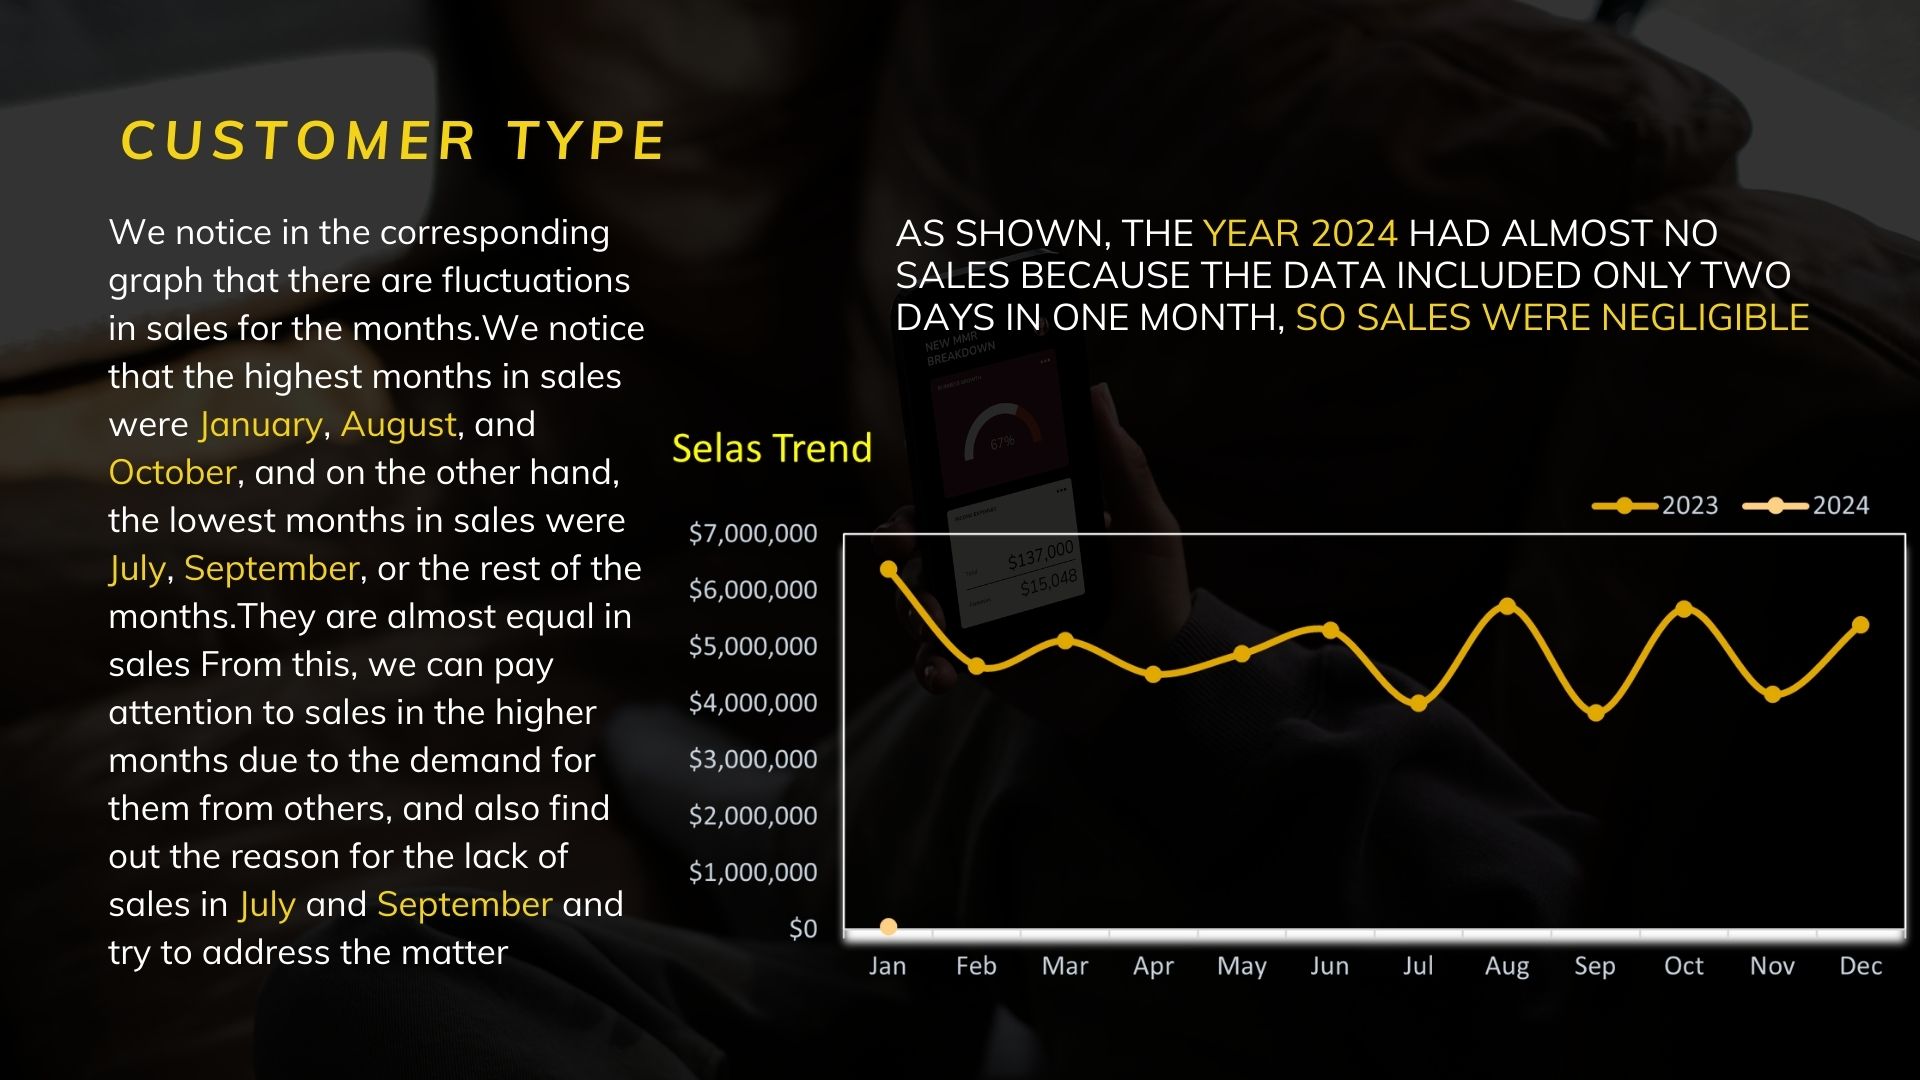 CUSTOMER TYPE
We notice in the corresponding
graph that there are fluctuations
in sales for the months.We notice
that the highest months in sales
were January, August, and
October, and on the other hand,
the lowest months in sales were
July, September, or the rest of the
months.They are almost equal in
sales From this, we can pay
attention to sales in the higher
months due to the demand for
them from others, and also find
out the reason for the lack of
sales in July and September and
try to address the matter
AS SHOWN, THE YEAR 2024 HAD ALMOST NO
SALES BECAUSE THE DATA INCLUDED ONLY TWO
DAYS IN ONE MONTH, SO SALES WERE NEGLIGIBLE
NEW MMR
BREAKDOWN
67%
$137,000
$15,048
Selas Trend
2023 2024
$7,000,000
$6,000,000
$5,000,000
$4,000,000
$3,000,000
$2,000,000
$1,000,000
$0
Jan Feb Mar Apr May Jun Jul Aug Sep Oct Nov Dec